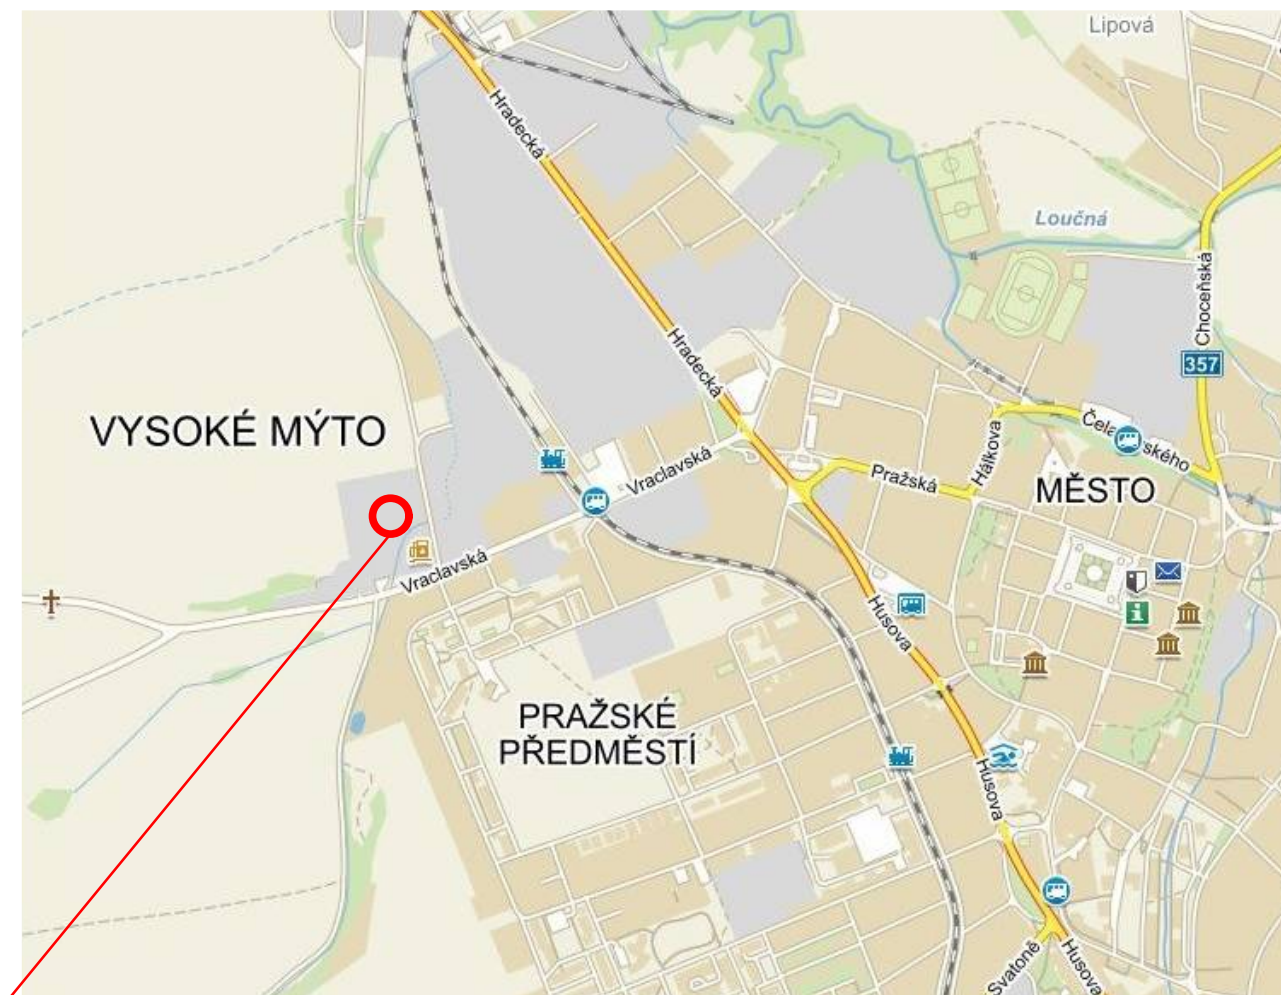 Lipová
Hradecká
Loučná
Choceňská
Hradecká
357
VYSOKÉ MÝTO
Hálkova
Vraclavská
Pražská
MĚSTO
Vraclavská
Husova
PRAŽSKÉ
PŘEDMĚSTÍ
Husova
Svatoně
Husova